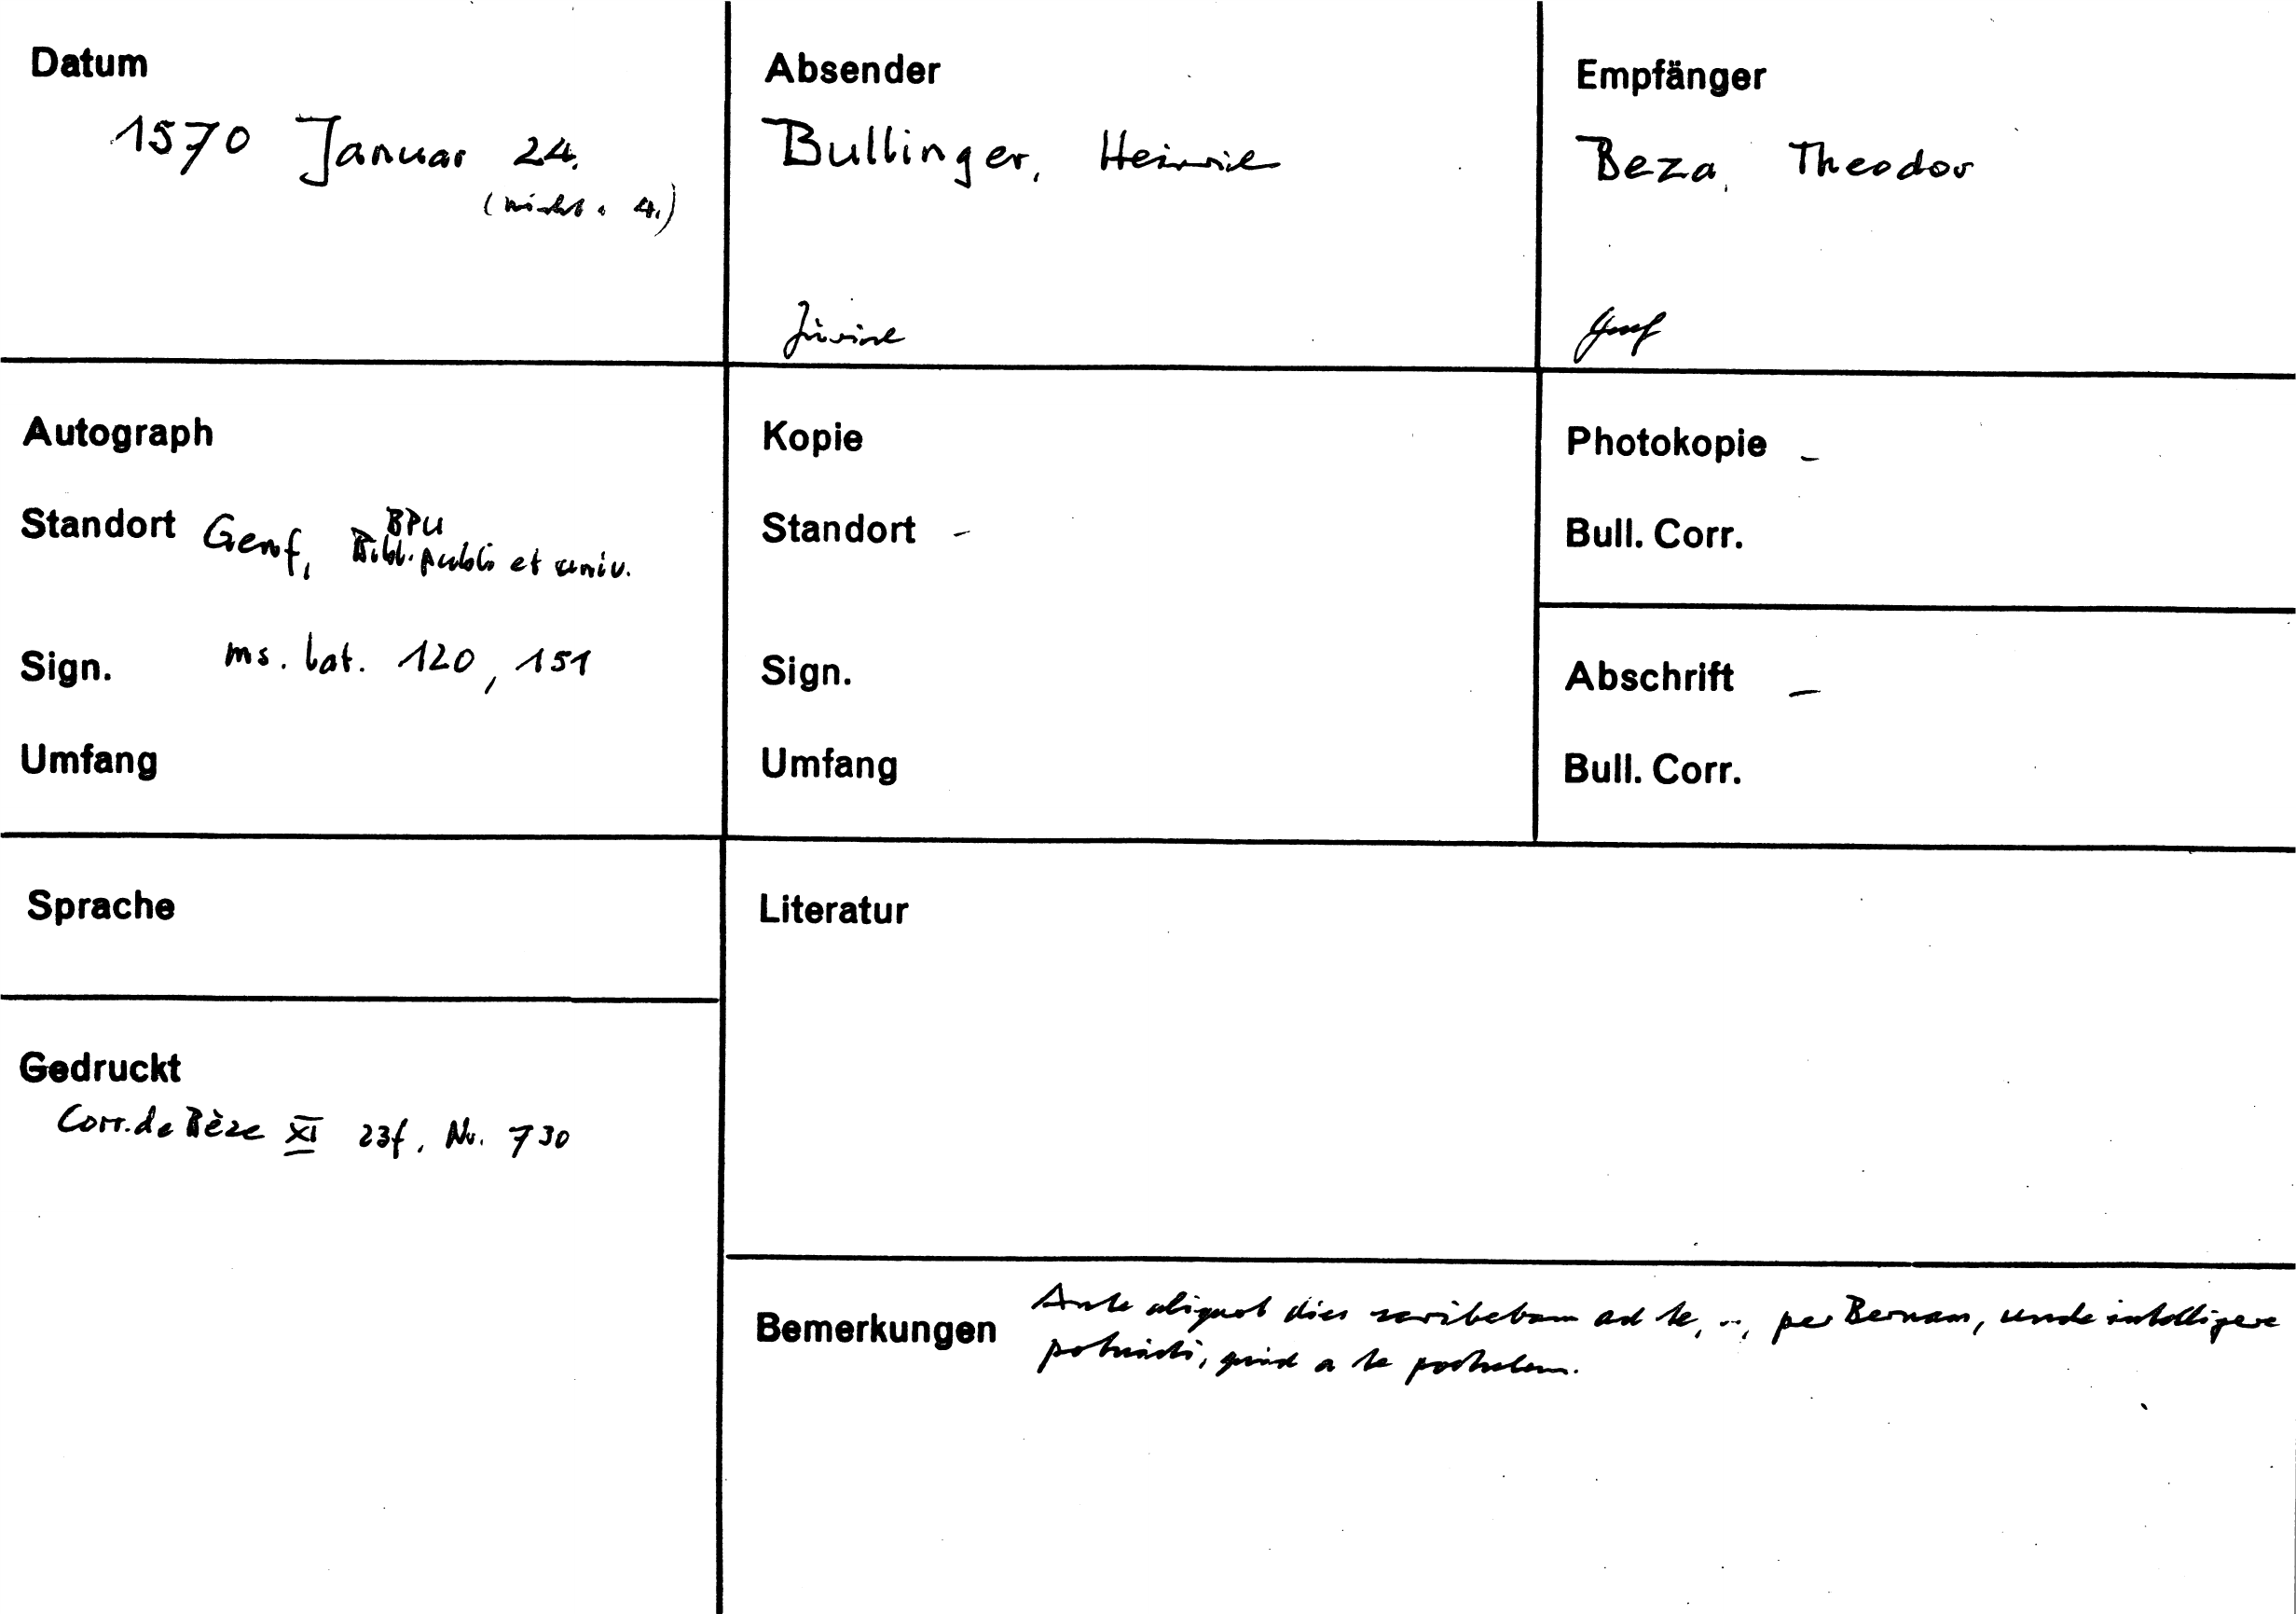 Datum
1570 Januar 24.
(nicht: 4.)
Absender
Bullinger, Heinrich
Zürich
Empfänger
Beza, Theodor
Genf
Autograph
Standort Genf, BPU
Bibl. publ. et univ.
Sign. ms. lat. 120, 151
Umfang
Kopie
Standort -
Sign.
Umfang
Photokopie -
Bull. Corr.
Abschrift -
Bull. Corr.
Sprache
Gedruckt
Corr. de Bèze XI 23f, Nr. 730
Literatur
Bemerkungen Ante aliquot dies scribebam ad te, .., per Bernam, unde intelligere
potuisti, quid a te postulem.